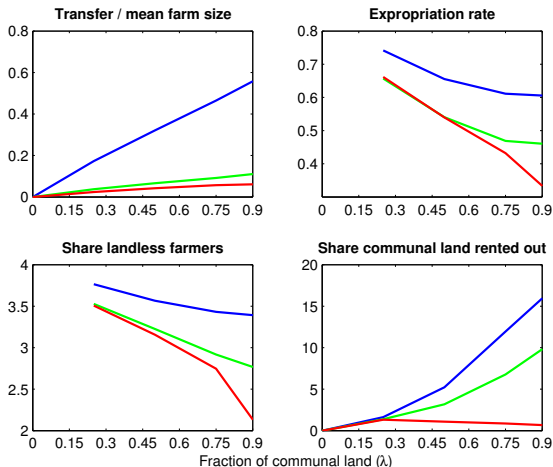 Transfer / mean farm size
Expropriation rate
0.8
0.6
0.4
0.2
0
0 0.15 0.3 0.45 0.6 0.75 0.9
0.8
0.7
0.6
0.5
0.4
0 0.15 0.3 0.45 0.6 0.75 0.9
Share landless farmers
Share communal land rented out
4
3.5
3
2.5
2
0 0.15 0.3 0.45 0.6 0.75 0.9
20
15
10
5
0
0 0.15 0.3 0.45 0.6 0.75 0.9
Fraction of communal land (λ)